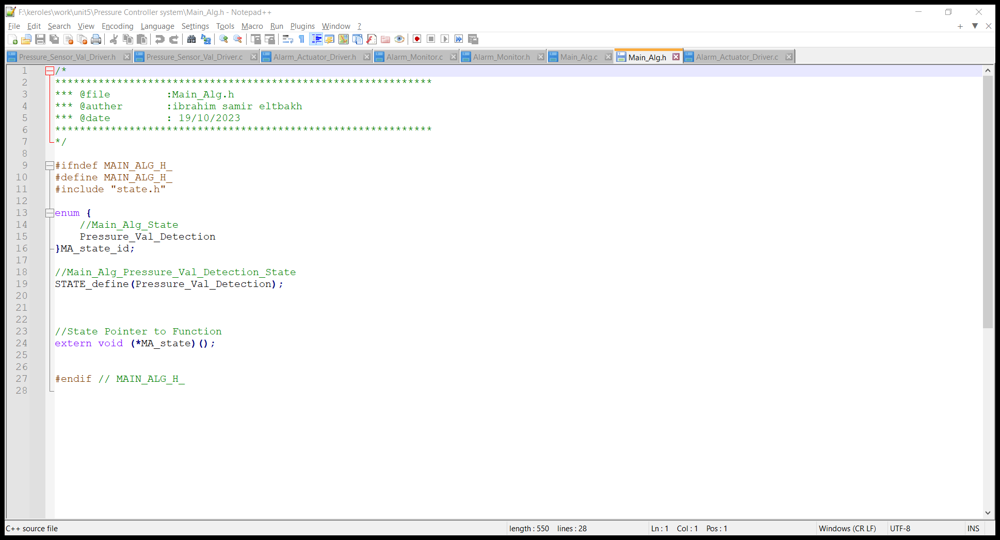 F:\keroles\work\unit5\Pressure Controller system\Main_Alg.h - Notepad++
File Edit Search View Encoding Language Settings Tools Macro Run Plugins Window ?
Pressure_Sensor_Val_Driver.h Pressure_Sensor_Val_Driver.c Alarm_Actuator_Driver.h Alarm_Monitor.c Alarm_Monitor.h Main_Alg.c Main_Alg.h Alarm_Actuator_Driver.c
1 /*
2 *************************************************************
3 *** @file :Main_Alg.h
4 *** @auther :ibrahim samir eltbakh
5 *** @date : 19/10/2023
6 *************************************************************
7 */
8
9 #ifndef MAIN_ALG_H_
10 #define MAIN_ALG_H_
11 #include "state.h"
12
13 enum {
14 //Main_Alg_State
15 Pressure_Val_Detection
16 }MA_state_id;
17
18 //Main_Alg_Pressure_Val_Detection_State
19 STATE_define(Pressure_Val_Detection);
20
21
22
23 //State Pointer to Function
24 extern void (*MA_state)();
25
26
27 #endif // MAIN_ALG_H_
28
C++ source file length : 550 lines : 28 Ln : 1 Col : 1 Pos : 1 Windows (CR LF) UTF-8 INS